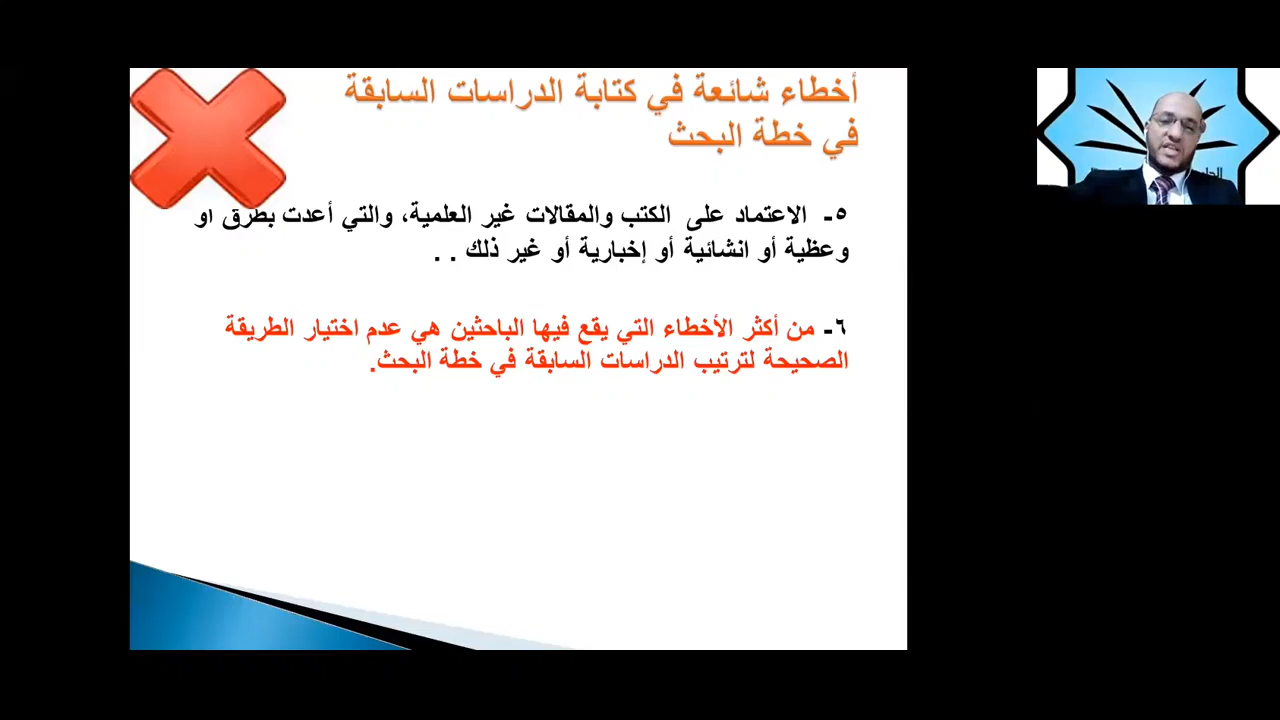 أخطاء شائعة في كتابة الدراسات السابقة
في خطة البحث
٥- الاعتماد على الكتب والمقالات غير العلمية، والتي أعدت بطرق او
وعظية أو انشائية أو إخبارية أو غير ذلك . .
٦- من أكثر الأخطاء التي يقع فيها الباحثين هي عدم اختيار الطريقة
الصحيحة لترتيب الدراسات السابقة في خطة البحث.